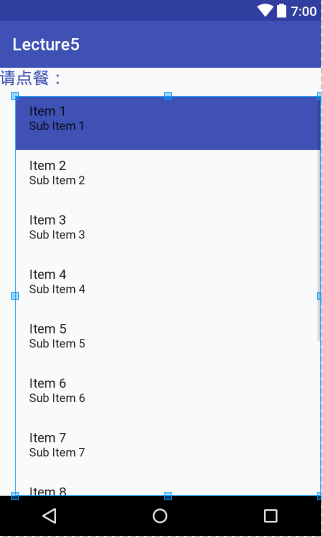 7:00
Lecture5
请点餐：
Item 1
Sub Item 1
Item 2
Sub Item 2
Item 3
Sub Item 3
Item 4
Sub Item 4
Item 5
Sub Item 5
Item 6
Sub Item 6
Item 7
Sub Item 7
Item 8